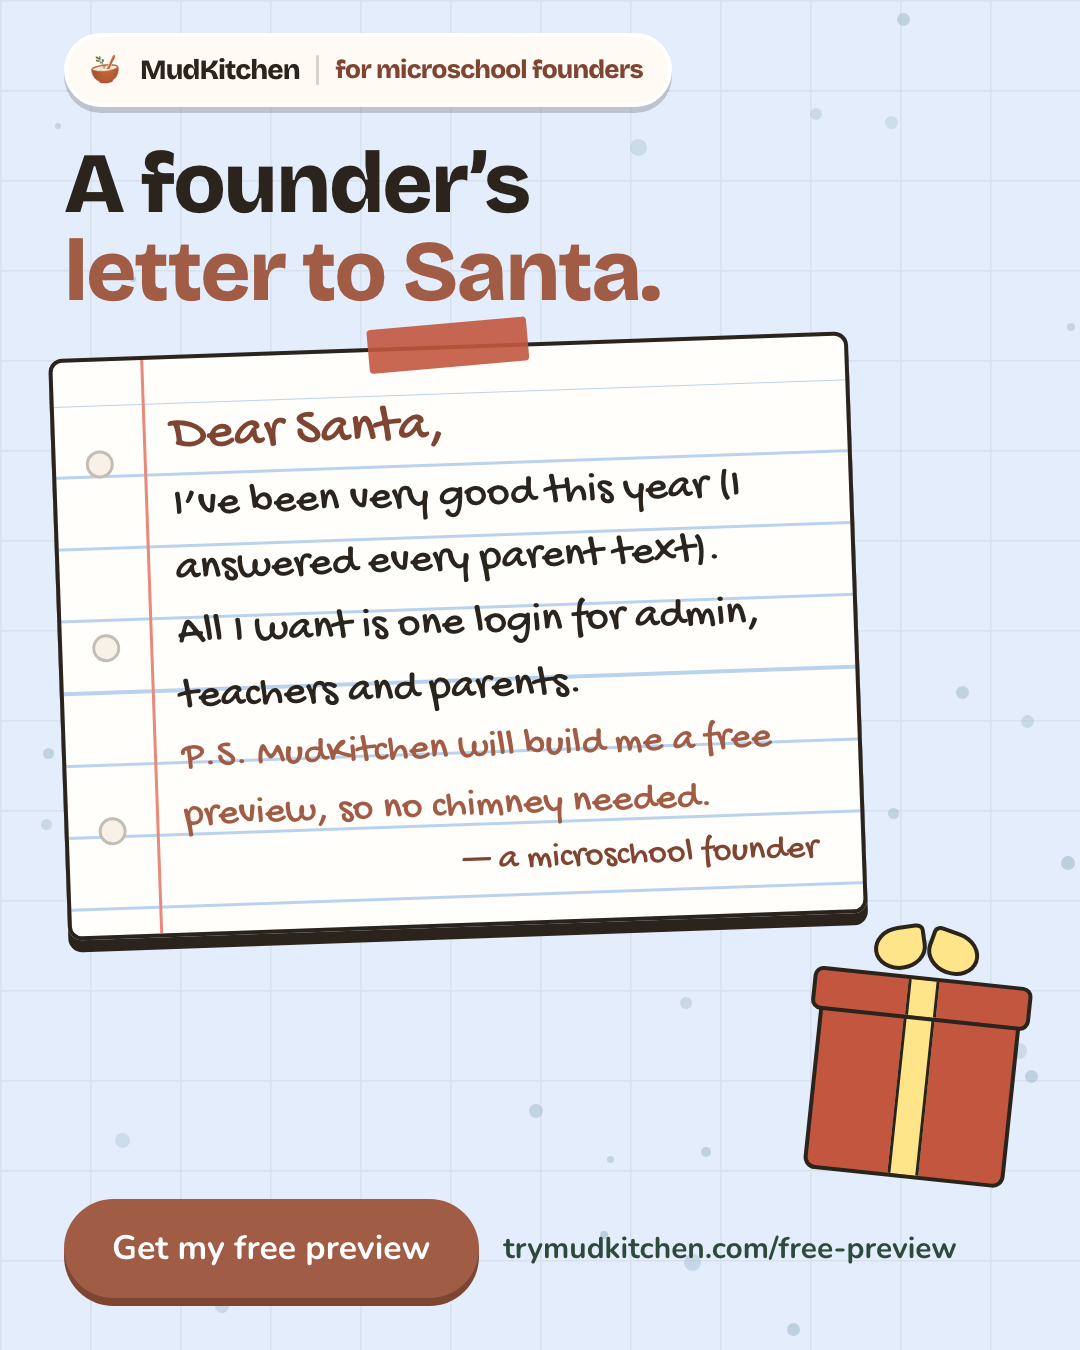 MudKitchen | for microschool founders
A founder’s
letter to Santa.
Dear Santa,
I’ve been very good this year (I
answered every parent text).
All I want is one login for admin,
teachers and parents.
P.S. MudKitchen will build me a free
preview, so no chimney needed.
— a microschool founder
Get my free preview
trymudkitchen.com/free-preview